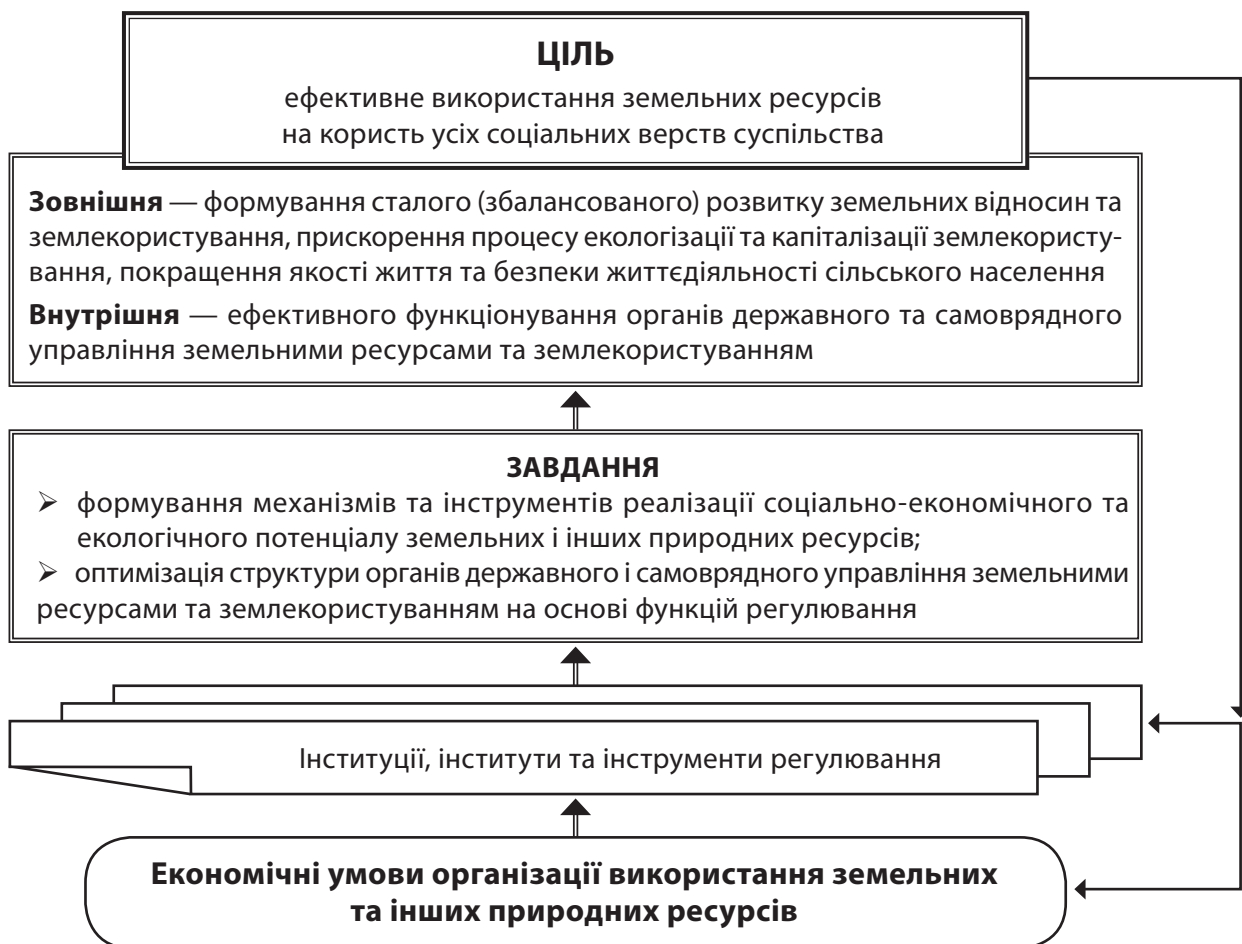 ЦІЛЬ
ефективне використання земельних ресурсів
на користь усіх соціальних верств суспільства
Зовнішня — формування сталого (збалансованого) розвитку земельних відносин та
землекористування, прискорення процесу екологізації та капіталізації землекористу-
вання, покращення якості життя та безпеки життєдіяльності сільського населення
Внутрішня — ефективного функціонування органів державного та самоврядного
управління земельними ресурсами та землекористуванням
ЗАВДАННЯ
➢ формування механізмів та інструментів реалізації соціально-економічного та
екологічного потенціалу земельних і інших природних ресурсів;
➢ оптимізація структури органів державного і самоврядного управління земельними
ресурсами та землекористуванням на основі функцій регулювання
Інституції, інститути та інструменти регулювання
Економічні умови організації використання земельних
та інших природних ресурсів